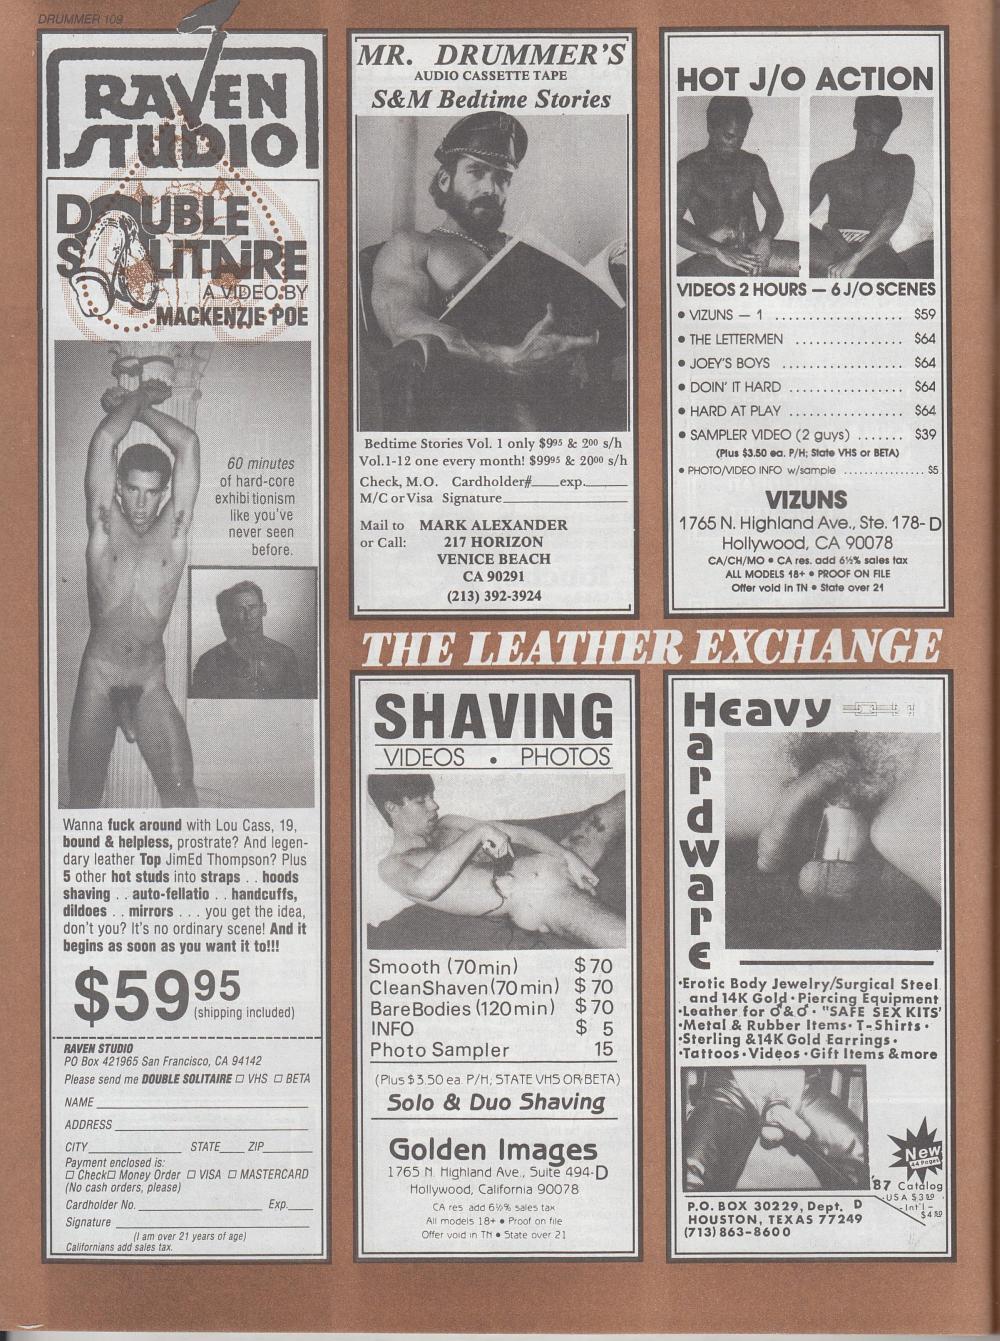 DRUMMER 109
RAVEN
STUDIO
DOUBLE
SOLITAIRE
A VIDEO BY
MACKENZIE POE
60 minutes
of hard-core
exhibitionism
like you've
never seen
before.
Wanna fuck around with Lou Cass, 19,
bound & helpless, prostrate? And legen-
dary leather Top JimEd Thompson? Plus
5 other hot studs into straps . . hoods
shaving . . auto-fellatio . . handcuffs,
dildoes . . mirrors . . . you get the idea,
don't you? It's no ordinary scene! And it
begins as soon as you want it to!!!
$59 95
(shipping included)
RAVEN STUDIO
PO Box 421965 San Francisco, CA 94142
Please send me DOUBLE SOLITAIRE □ VHS □ BETA
NAME
ADDRESS
CITY STATE ZIP
Payment enclosed is:
□ Check □ Money Order □ VISA □ MASTERCARD
(No cash orders, please)
Cardholder No. Exp.
Signature
(I am over 21 years of age)
Californians add sales tax.
MR. DRUMMER'S
AUDIO CASSETTE TAPE
S&M Bedtime Stories
Bedtime Stories Vol. 1 only $995 & 200 s/h
Vol.1-12 one every month! $9995 & 2000 s/h
Check, M.O. Cardholder# exp.
M/C or Visa Signature
Mail to MARK ALEXANDER
or Call: 217 HORIZON
VENICE BEACH
CA 90291
(213) 392-3924
HOT J/O ACTION
VIDEOS 2 HOURS — 6 J/O SCENES
• VIZUNS — 1 ................... $59
• THE LETTERMEN ................ $64
• JOEY'S BOYS .................. $64
• DOIN' IT HARD ................ $64
• HARD AT PLAY ................. $64
• SAMPLER VIDEO (2 guys) ....... $39
(Plus $3.50 ea. P/H; State VHS or BETA)
• PHOTO/VIDEO INFO w/sample ................ $5
VIZUNS
1765 N. Highland Ave., Ste. 178-D
Hollywood, CA 90078
CA/CH/MO • CA res. add 6½% sales tax
ALL MODELS 18+ • PROOF ON FILE
Offer void in TN • State over 21
THE LEATHER EXCHANGE
SHAVING
VIDEOS • PHOTOS
Smooth (70min) $70
CleanShaven(70min) $70
BareBodies (120min) $70
INFO $ 5
Photo Sampler 15
(Plus $3.50 ea. P/H; STATE VHS OR BETA)
Solo & Duo Shaving
Golden Images
1765 N. Highland Ave., Suite 494-D
Hollywood, California 90078
CA res. add 6½% sales tax
All models 18+ • Proof on file
Offer void in TN • State over 21
Heavy
Hardware
•Erotic Body Jewelry/Surgical Steel
and 14K Gold • Piercing Equipment
•Leather for ♂&♂ • "SAFE SEX KITS'
•Metal & Rubber Items • T-Shirts •
•Sterling &14K Gold Earrings •
•Tattoos • Videos • Gift Items &more
New
44 Pages
'87 Catalog
USA $3.50
-Int'l-
$4.50
P.O. BOX 30229, Dept. D
HOUSTON, TEXAS 77249
(713) 863-8600